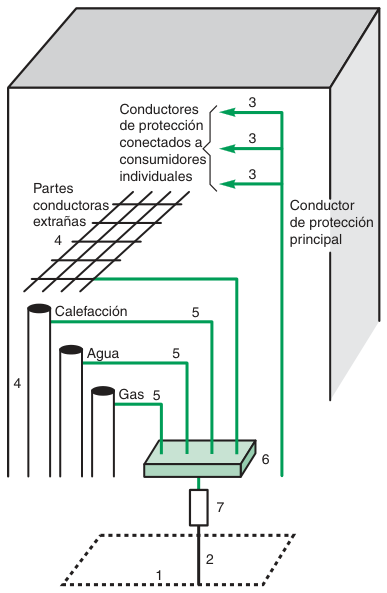 3
Conductores
de protección
conectados a
consumidores
individuales
3
3
Partes
conductoras
extrañas
4
Conductor
de protección
principal
Calefacción
5
Agua
5
4
Gas
5
6
7
2
1